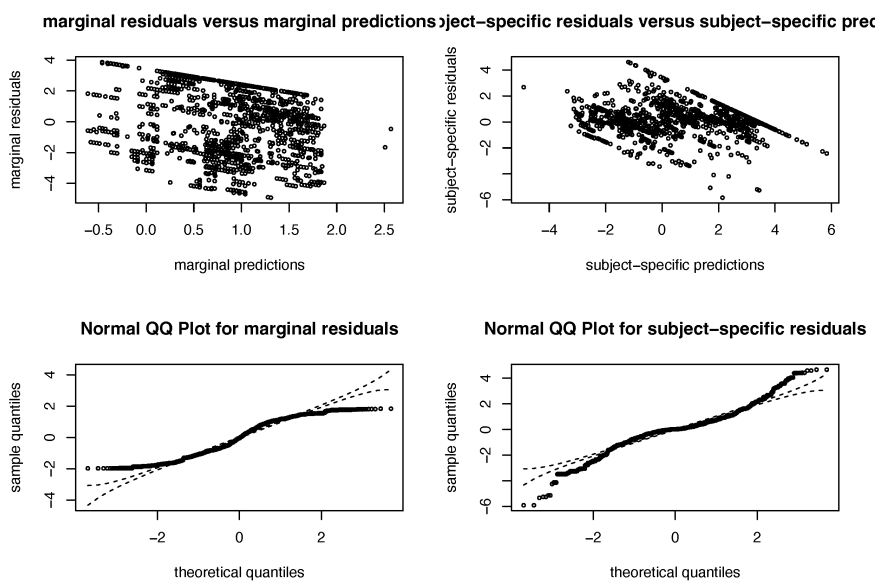 marginal residuals versus marginal predictions
subject−specific residuals versus subject−specific pred
marginal residuals
4
2
0
−2
−4
−0.5 0.0 0.5 1.0 1.5 2.0 2.5
marginal predictions
subject−specific residuals
4
2
0
−2
−6
−4 −2 0 2 4 6
subject−specific predictions
Normal QQ Plot for marginal residuals
sample quantiles
4
2
0
−2
−4
−2 0 2
theoretical quantiles
Normal QQ Plot for subject−specific residuals
sample quantiles
4
2
0
−2
−6
−2 0 2
theoretical quantiles